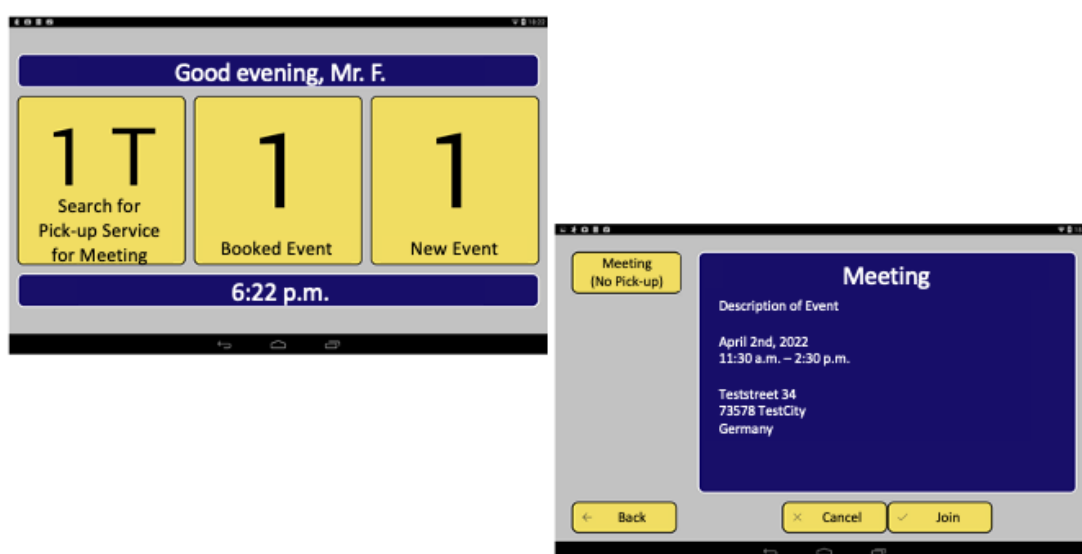 18:22
Good evening, Mr. F.
1 T
Search for
Pick-up Service
for Meeting
1
Booked Event
1
New Event
6:22 p.m.
Meeting
(No Pick-up)
Meeting
Description of Event
April 2nd, 2022
11:30 a.m. – 2:30 p.m.
Teststreet 34
73578 TestCity
Germany
Back
Cancel
Join